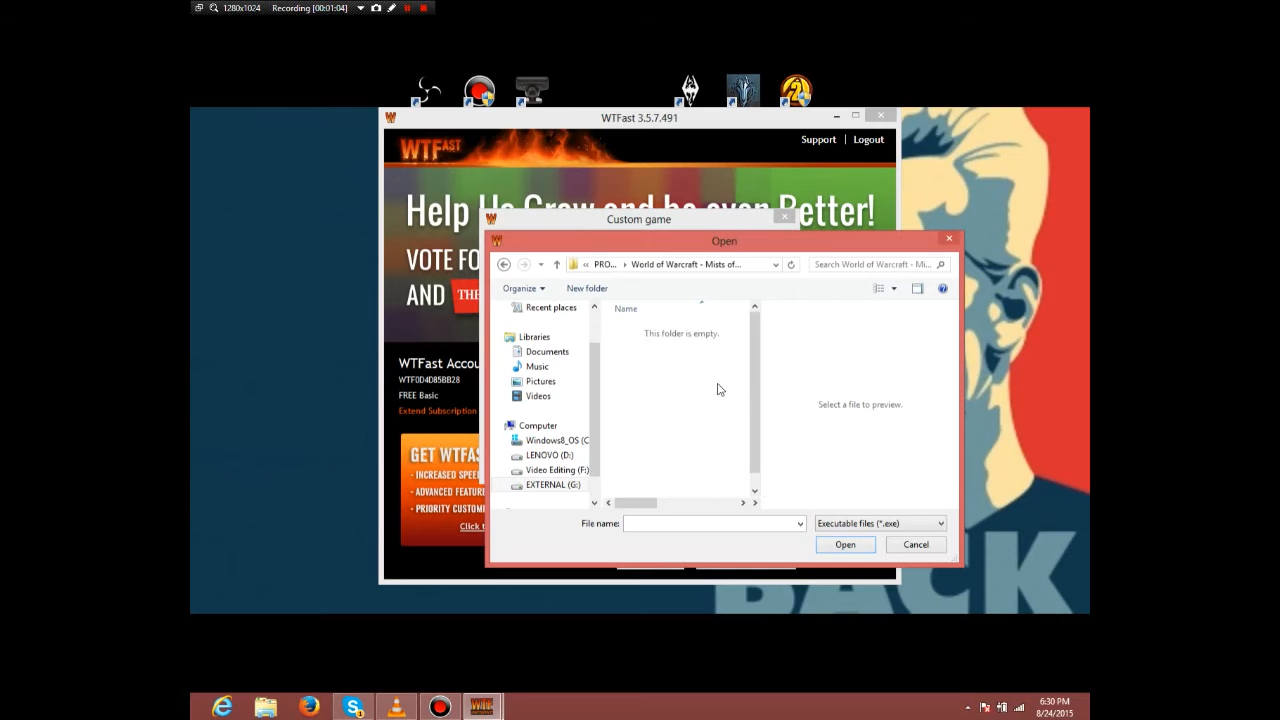 1280x1024 Recording [00:01:04]
WTFast 3.5.7.491
WTFAST
Support | Logout
Help Us Grow and be even Better!
Custom game
Open
VOTE FO
PRO... World of Warcraft - Mists of...
Search World of Warcraft - Mi...
AND THE
Organize
New folder
Recent places
Name
Libraries
This folder is empty.
Documents
Music
Pictures
Videos
WTFast Accou
WTF0D4D85BB28
FREE Basic
Extend Subscription
Select a file to preview.
Computer
Windows8_OS (C
LENOVO (D:)
Video Editing (F:)
EXTERNAL (G:)
GET WTFAS
· INCREASED SPEE
· ADVANCED FEATUR
· PRIORITY CUSTOM
Click t
File name:
Executable files (*.exe)
Open
Cancel
BACK
6:30 PM
8/24/2015